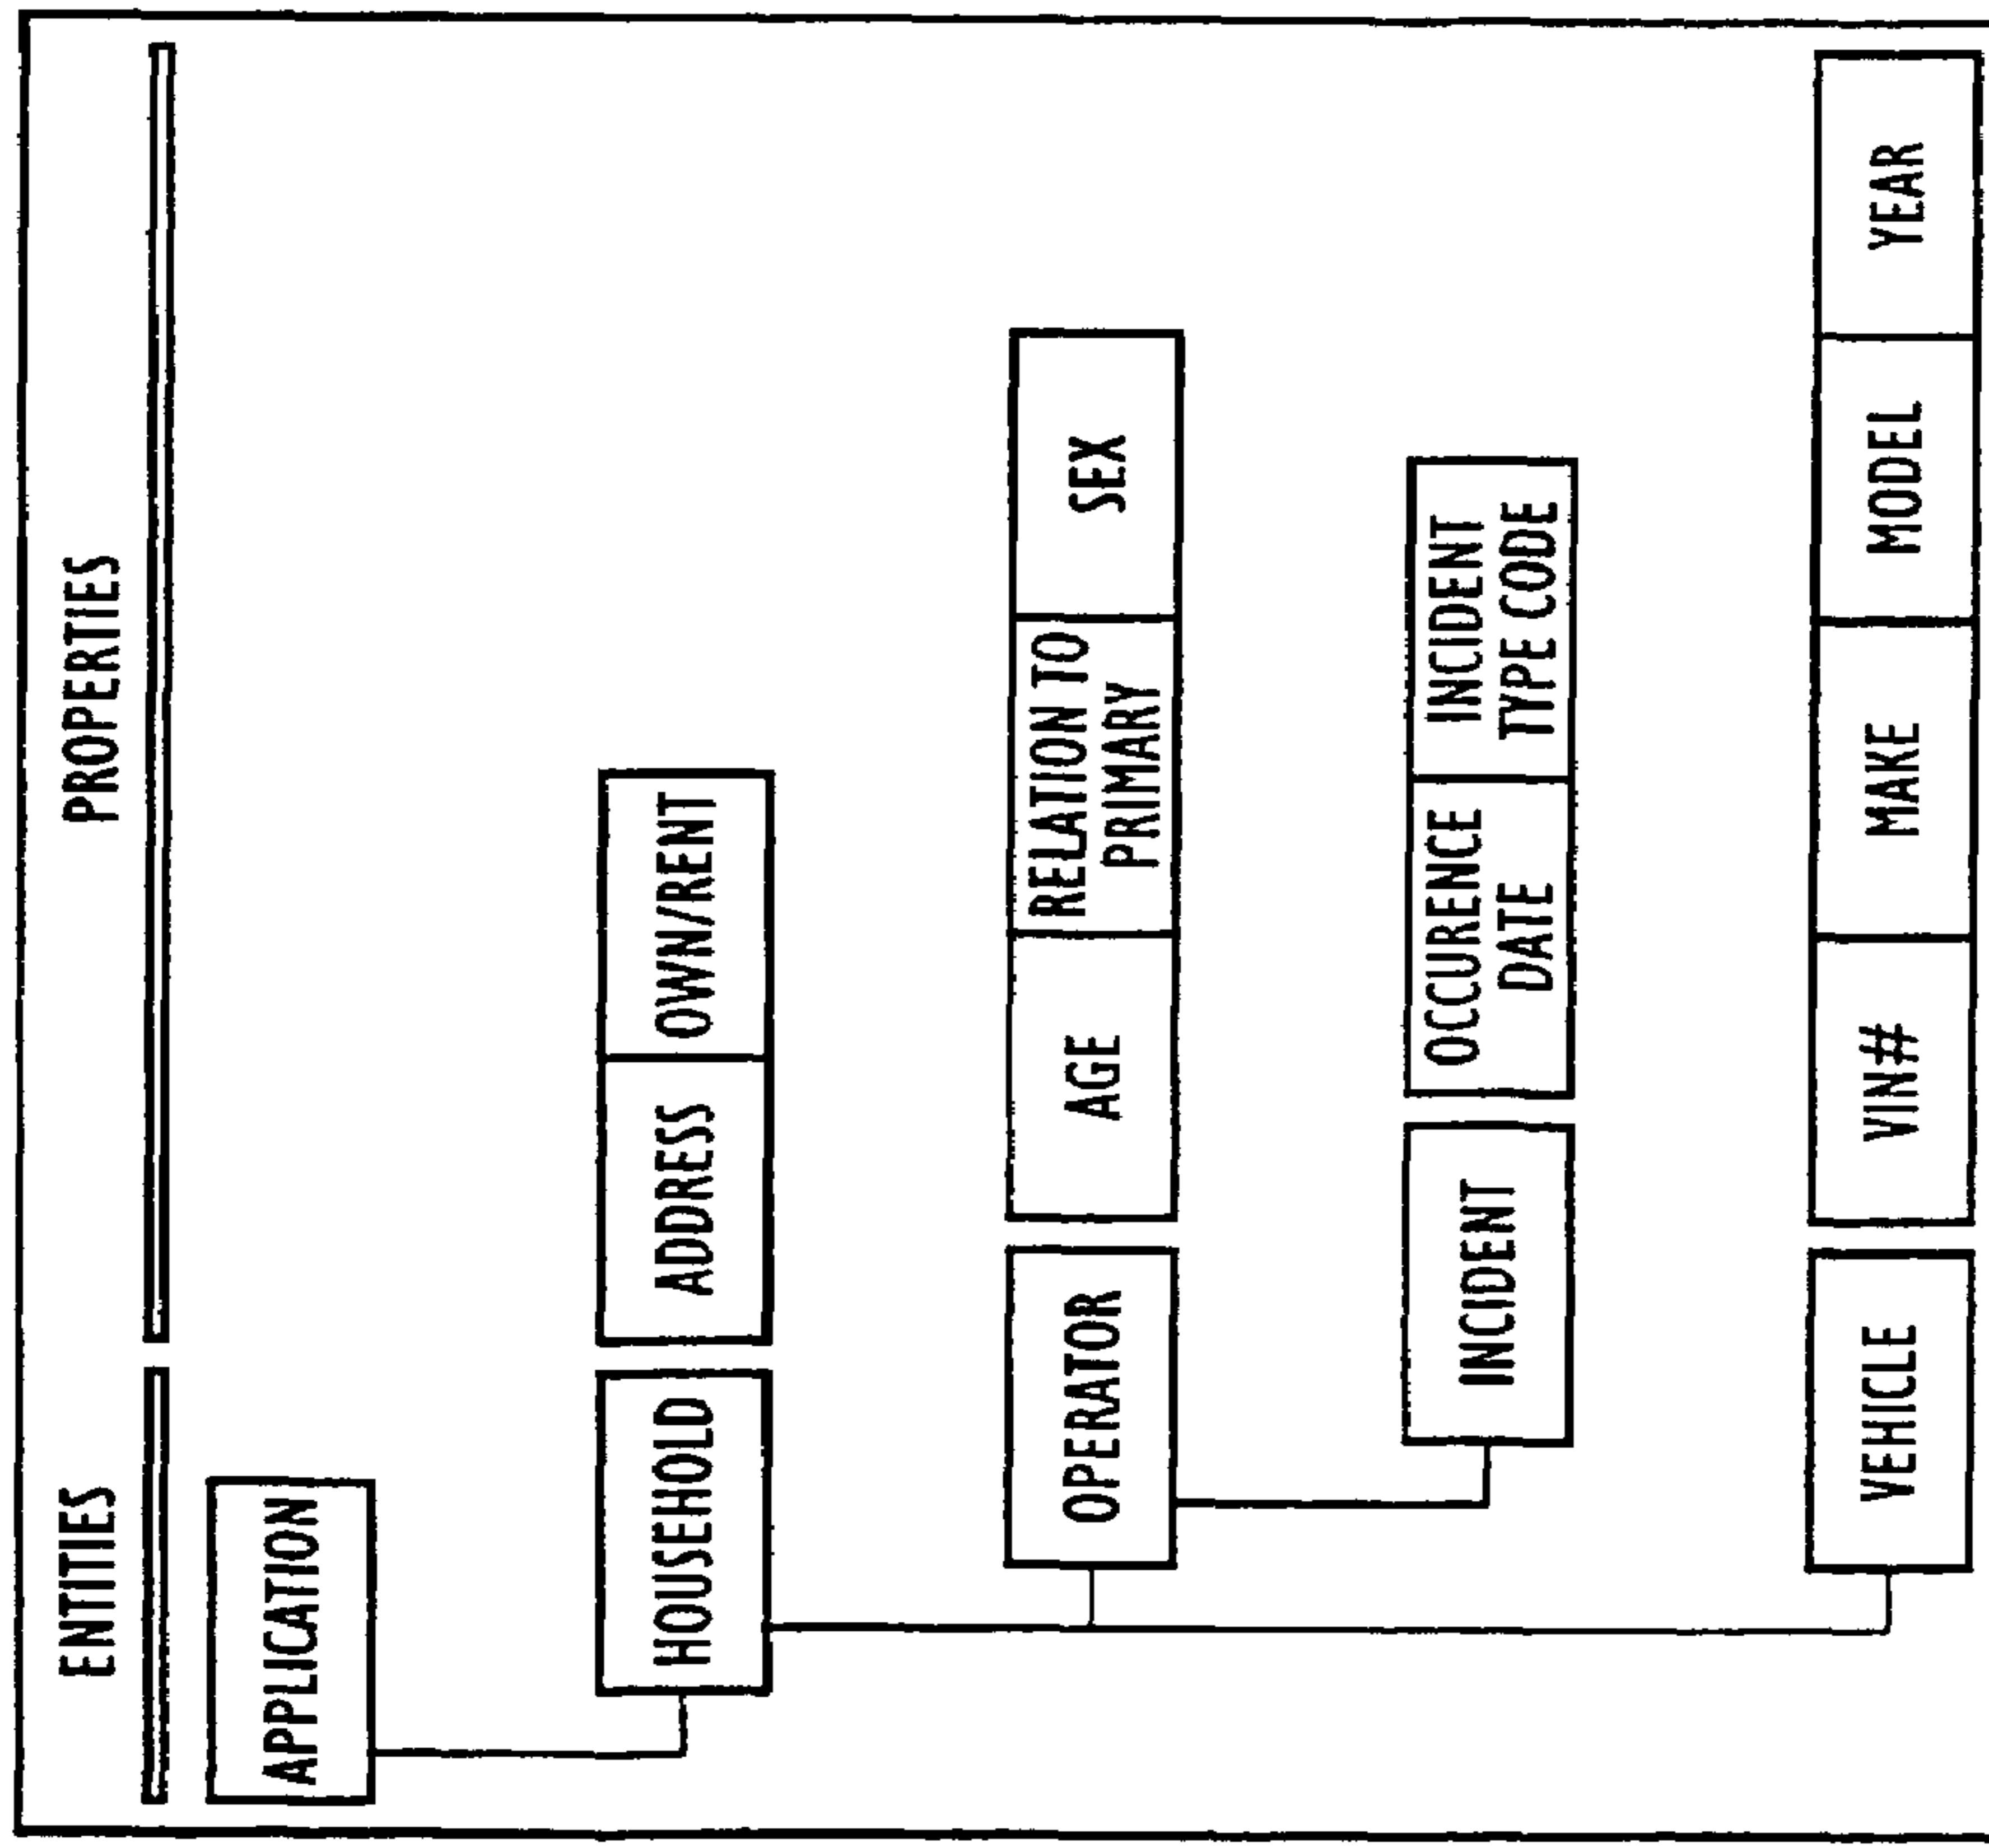 ENTITIES
PROPERTIES
APPLICATION
HOUSEHOLD
ADDRESS
OWN/RENT
OPERATOR
AGE
RELATION TO
PRIMARY
SEX
INCIDENT
OCCURENCE
DATE
INCIDENT
TYPE CODE
VEHICLE
VIN#
MAKE
MODEL
YEAR